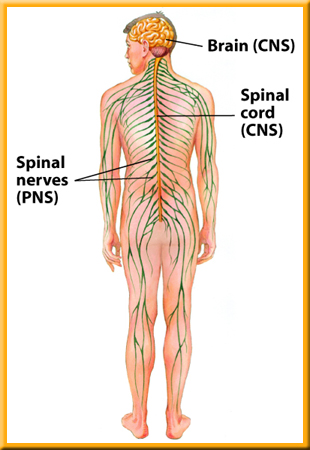 Brain (CNS)
Spinal
cord
(CNS)
Spinal
nerves
(PNS)